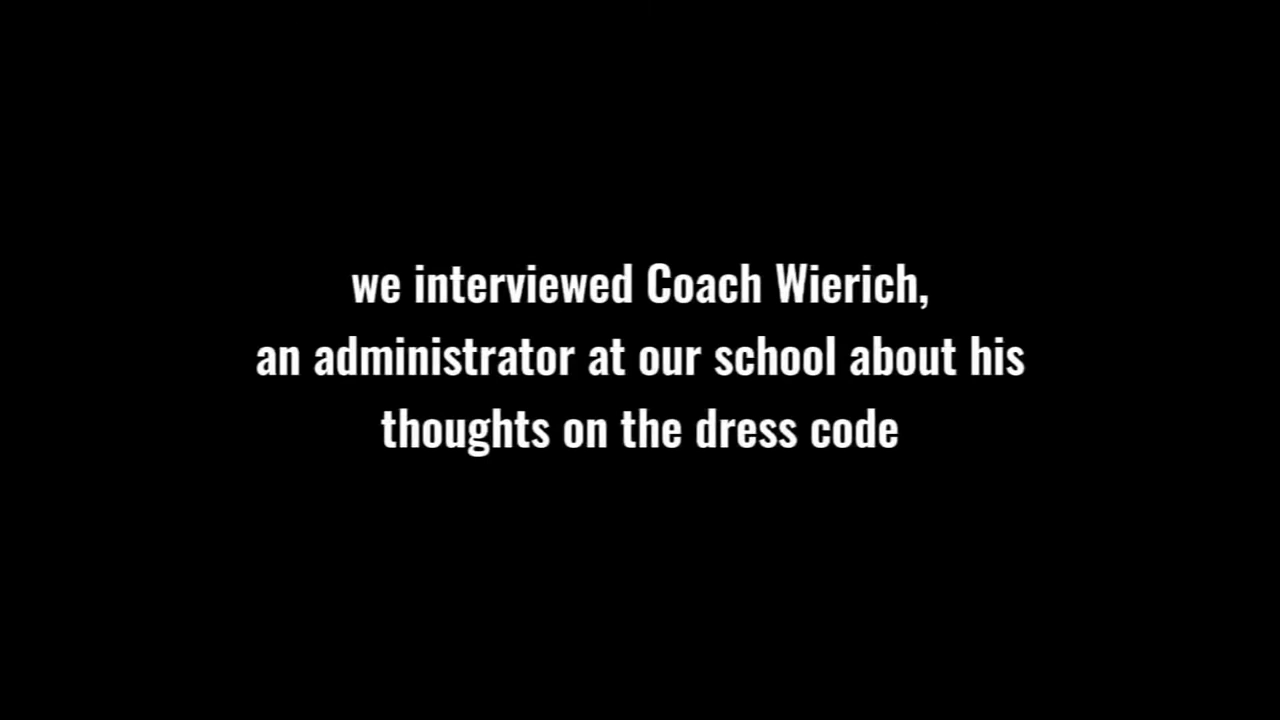 we interviewed Coach Wierich,
an administrator at our school about his
thoughts on the dress code